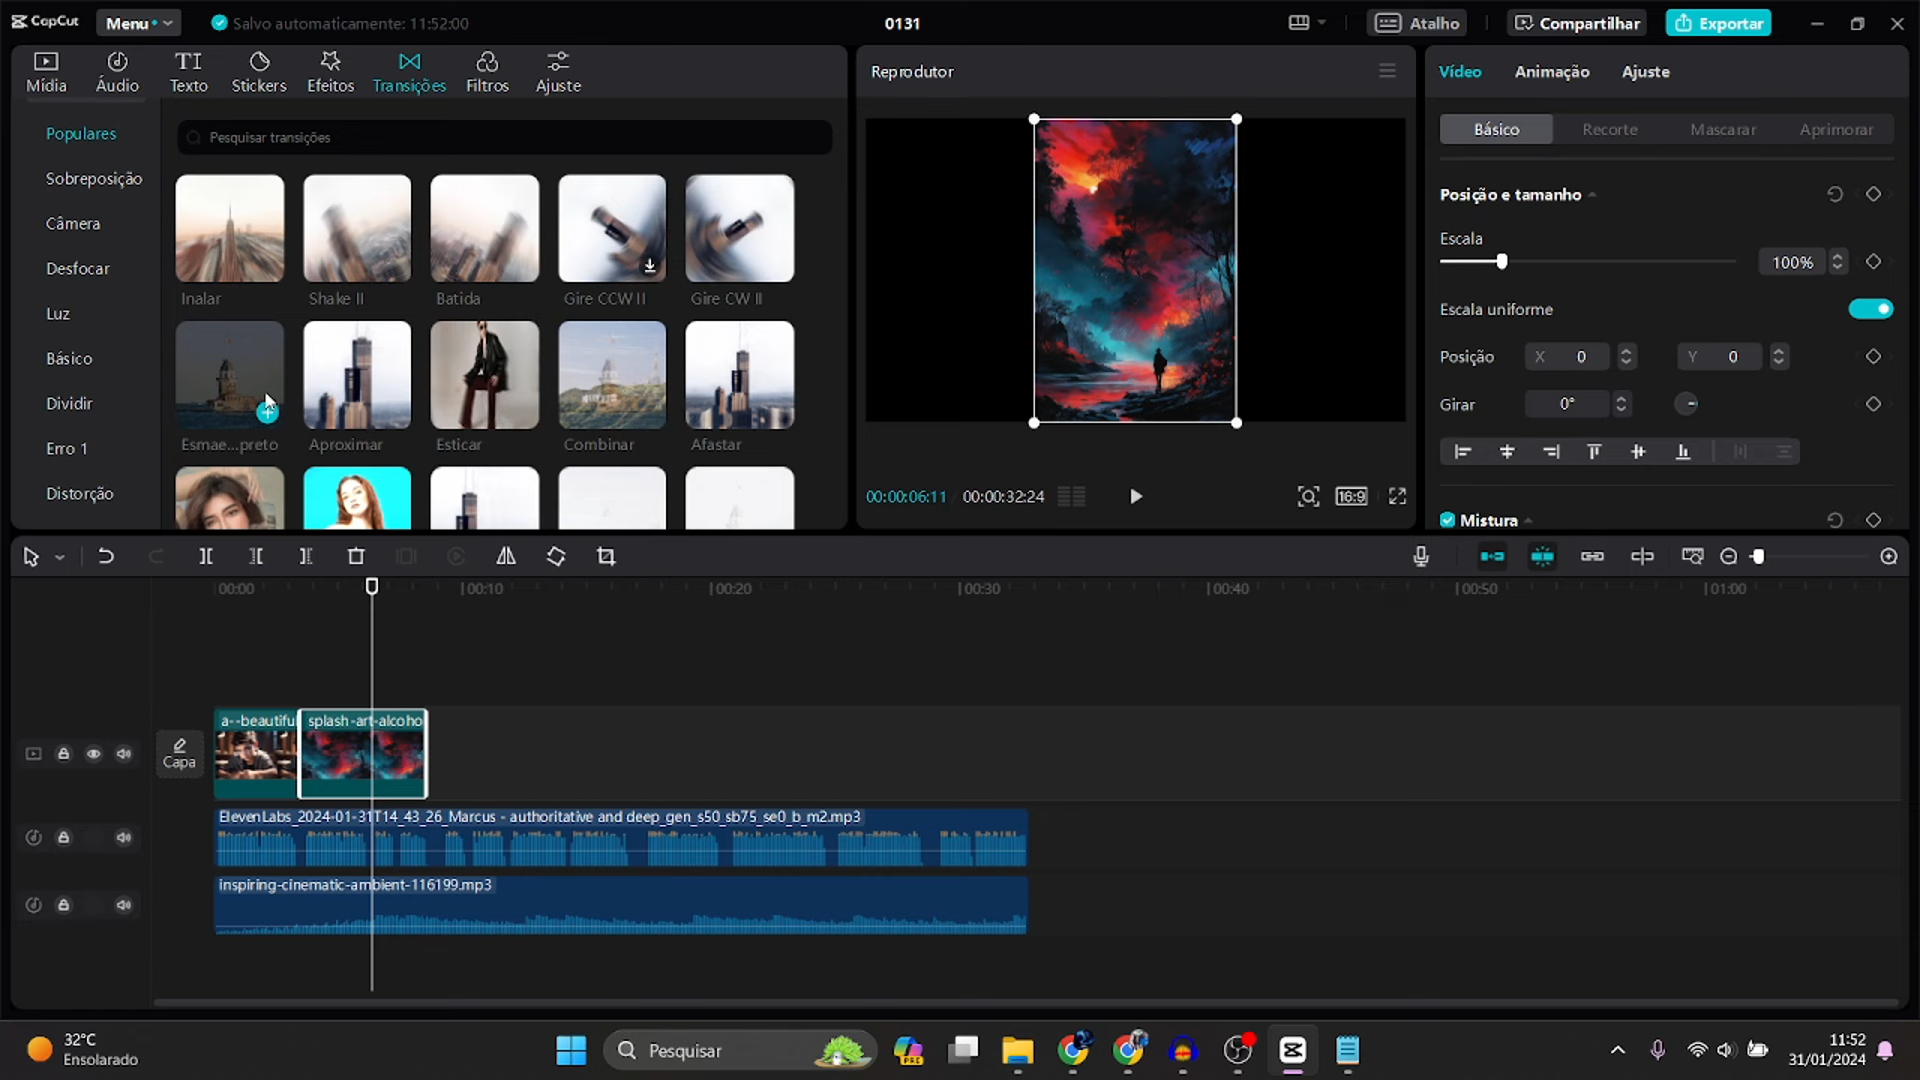 CapCut
Menu
Salvo automaticamente: 11:52:00
0131
Atalho
Compartilhar
Exportar
Mídia
Áudio
Texto
Stickers
Efeitos
Transições
Filtros
Ajuste
Populares
Sobreposição
Câmera
Desfocar
Luz
Básico
Dividir
Erro 1
Distorção
Pesquisar transições
Inalar
Shake II
Batida
Gire CCW II
Gire CW II
Esmae...preto
Aproximar
Esticar
Combinar
Afastar
Reprodutor
00:00:06:11
00:00:32:24
16:9
Vídeo
Animação
Ajuste
Básico
Recorte
Mascarar
Aprimorar
Posição e tamanho
Escala
100%
Escala uniforme
Posição
X 0
Y 0
Girar
0°
Mistura
00:00
00:10
00:20
00:30
00:40
00:50
01:00
Capa
a--beautiful
splash-art-alcoho
ElevenLabs_2024-01-31T14_43_26_Marcus - authoritative and deep_gen_s50_sb75_se0_b_m2.mp3
inspiring-cinematic-ambient-116199.mp3
32°C
Ensolarado
Pesquisar
PRE
11:52
31/01/2024